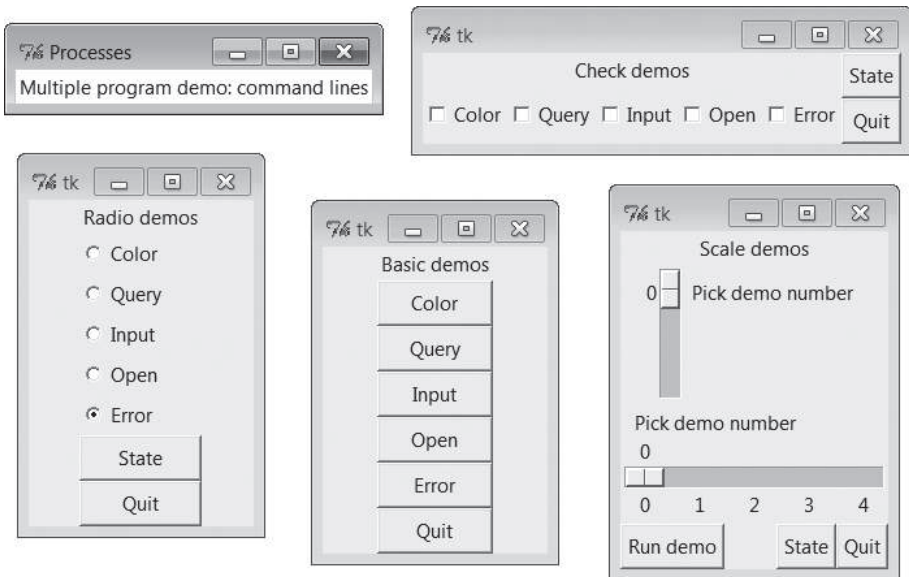 Processes
Multiple program demo: command lines
tk
Check demos
State
Color Query Input Open Error
Quit
tk
Radio demos
Color
Query
Input
Open
Error
State
Quit
tk
Basic demos
Color
Query
Input
Open
Error
Quit
tk
Scale demos
0 Pick demo number
Pick demo number
0
0 1 2 3 4
Run demo State Quit